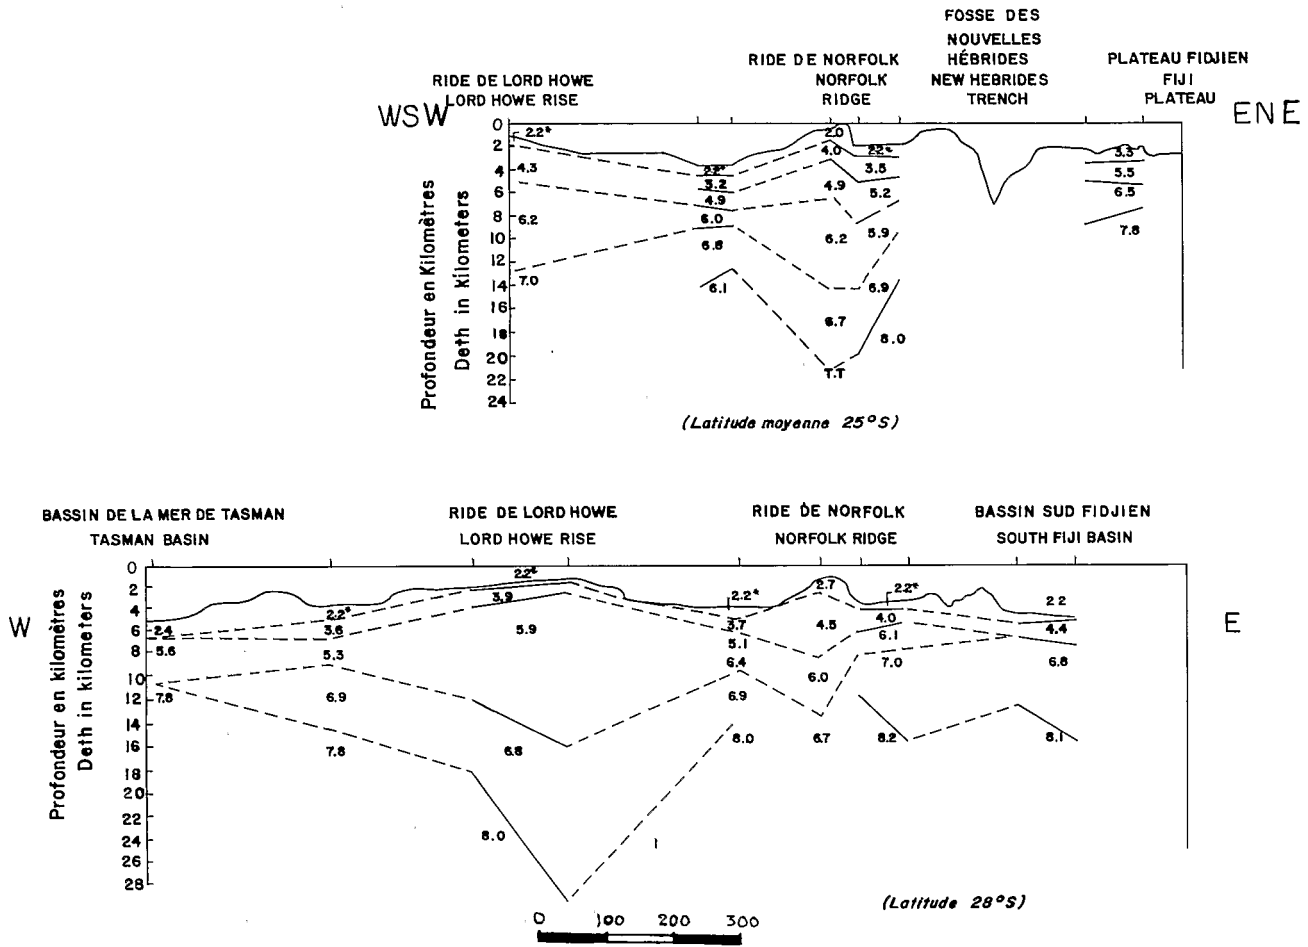 FOSSE DES
NOUVELLES
HÉBRIDES
NEW HEBRIDES
TRENCH
RIDE DE NORFOLK
NORFOLK
RIDGE
PLATEAU FIDJIEN
FIJI
PLATEAU
RIDE DE LORD HOWE
LORD HOWE RISE
WSW
ENE
Profondeur en Kilomètres
Deth in kilometers
0
2
4
6
8
10
12
14
16
18
20
22
24
2.2*
4.3
6.2
7.0
2.2*
3.2
4.9
6.0
6.8
6.1
2.0
4.0
4.9
6.2
6.7
T.T
2.2*
3.5
5.2
5.9
6.9
8.0
3.3
5.5
6.5
7.8
(Latitude moyenne 25°S)
BASSIN DE LA MER DE TASMAN
TASMAN BASIN
RIDE DE LORD HOWE
LORD HOWE RISE
RIDE DE NORFOLK
NORFOLK RIDGE
BASSIN SUD FIDJIEN
SOUTH FIJI BASIN
W
E
Profondeur en kilomètres
Deth in kilometers
0
2
4
6
8
10
12
14
16
18
20
22
24
26
28
2.4
5.6
7.8
2.2*
3.6
5.3
6.9
7.8
2.2*
3.9
5.9
6.8
8.0
2.2*
3.7
5.1
6.4
6.9
8.0
2.7
4.5
6.0
6.7
2.2*
4.0
6.1
7.0
8.2
2.2
4.4
6.8
8.1
(Latitude 28°S)
0 100 200 300